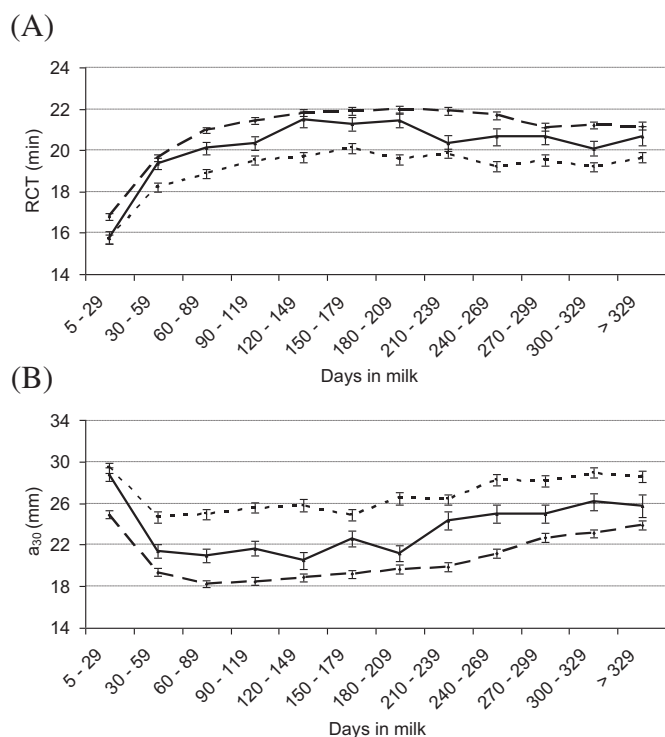 (A)
24
22
20
18
16
14
RCT (min)
5 - 29
30 - 59
60 - 89
90 - 119
120 - 149
150 - 179
180 - 209
210 - 239
240 - 269
270 - 299
300 - 329
> 329
Days in milk
(B)
34
30
26
22
18
14
a30 (mm)
5 - 29
30 - 59
60 - 89
90 - 119
120 - 149
150 - 179
180 - 209
210 - 239
240 - 269
270 - 299
300 - 329
> 329
Days in milk